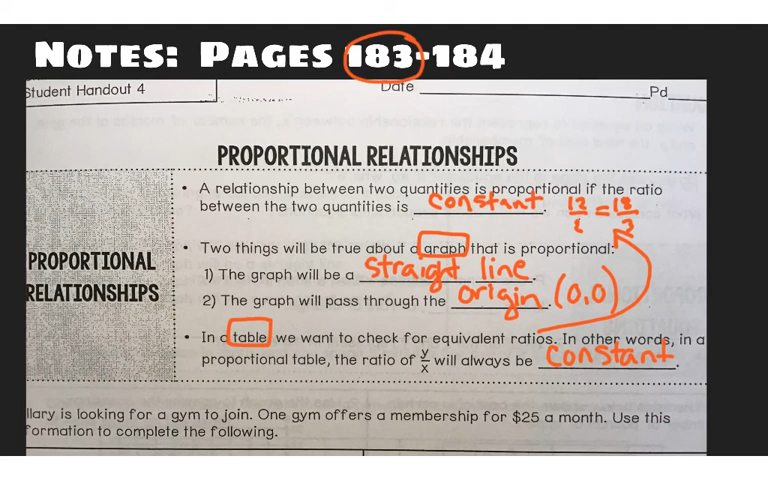 NOTES: PAGES 183-184
Student Handout 4
Date
Pd
PROPORTIONAL RELATIONSHIPS
PROPORTIONAL
RELATIONSHIPS
• A relationship between two quantities is proportional if the ratio
between the two quantities is constant.
• Two things will be true about a graph that is proportional:
1) The graph will be a straight line.
2) The graph will pass through the origin. (0,0)
• In a table we want to check for equivalent ratios. In other words, in a
proportional table, the ratio of y/x will always be constant.
llary is looking for a gym to join. One gym offers a membership for $25 a month. Use this
formation to complete the following.